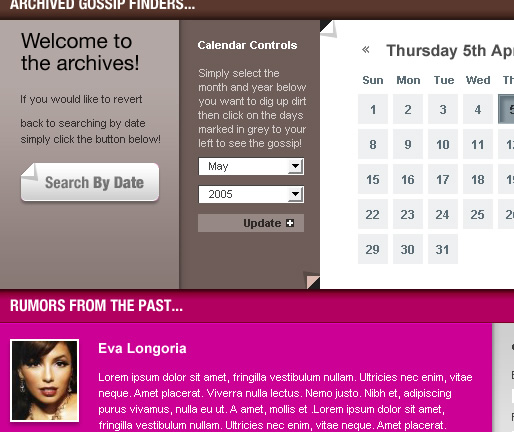 ARCHIVED GOSSIP FINDERS...
Welcome to
the archives!
If you would like to revert
back to searching by date
simply click the button below!
Search By Date
Calendar Controls
Simply select the
month and year below
you want to dig up dirt
then click on the days
marked in grey to your
left to see the gossip!
May
2005
Update
« Thursday 5th Ap
Sun Mon Tue Wed Th
1 2 3 4 5
8 9 10 11
15 16 17 18
22 23 24 25
29 30 31
RUMORS FROM THE PAST...
Eva Longoria
Lorem ipsum dolor sit amet, fringilla vestibulum nullam. Ultricies nec enim, vitae
neque. Amet placerat. Viverra nulla lectus. Nemo justo. Nibh et, adipiscing
purus vivamus, nulla eu ut. A amet, mollis et .Lorem ipsum dolor sit amet,
fringilla vestibulum nullam. Ultricies nec enim, vitae neque. Amet placerat.